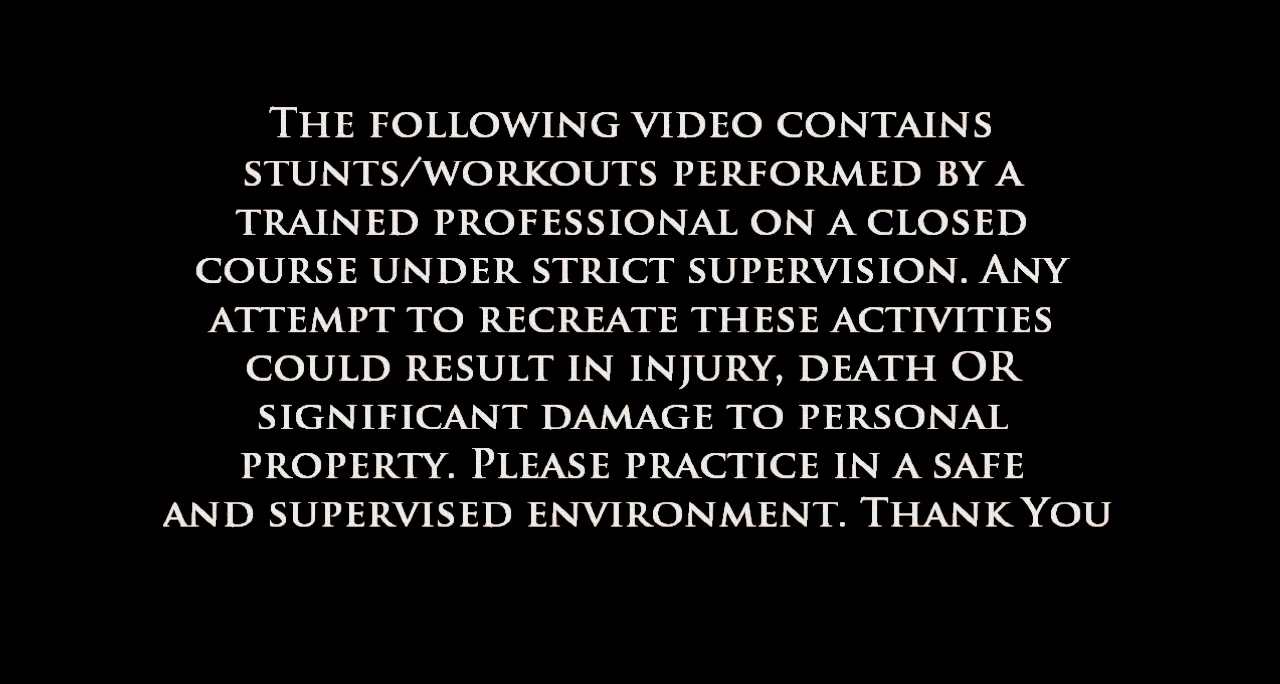 The following video contains
stunts/workouts performed by a
trained professional on a closed
course under strict supervision. Any
attempt to recreate these activities
could result in injury, death OR
significant damage to personal
property. Please practice in a safe
and supervised environment. Thank You